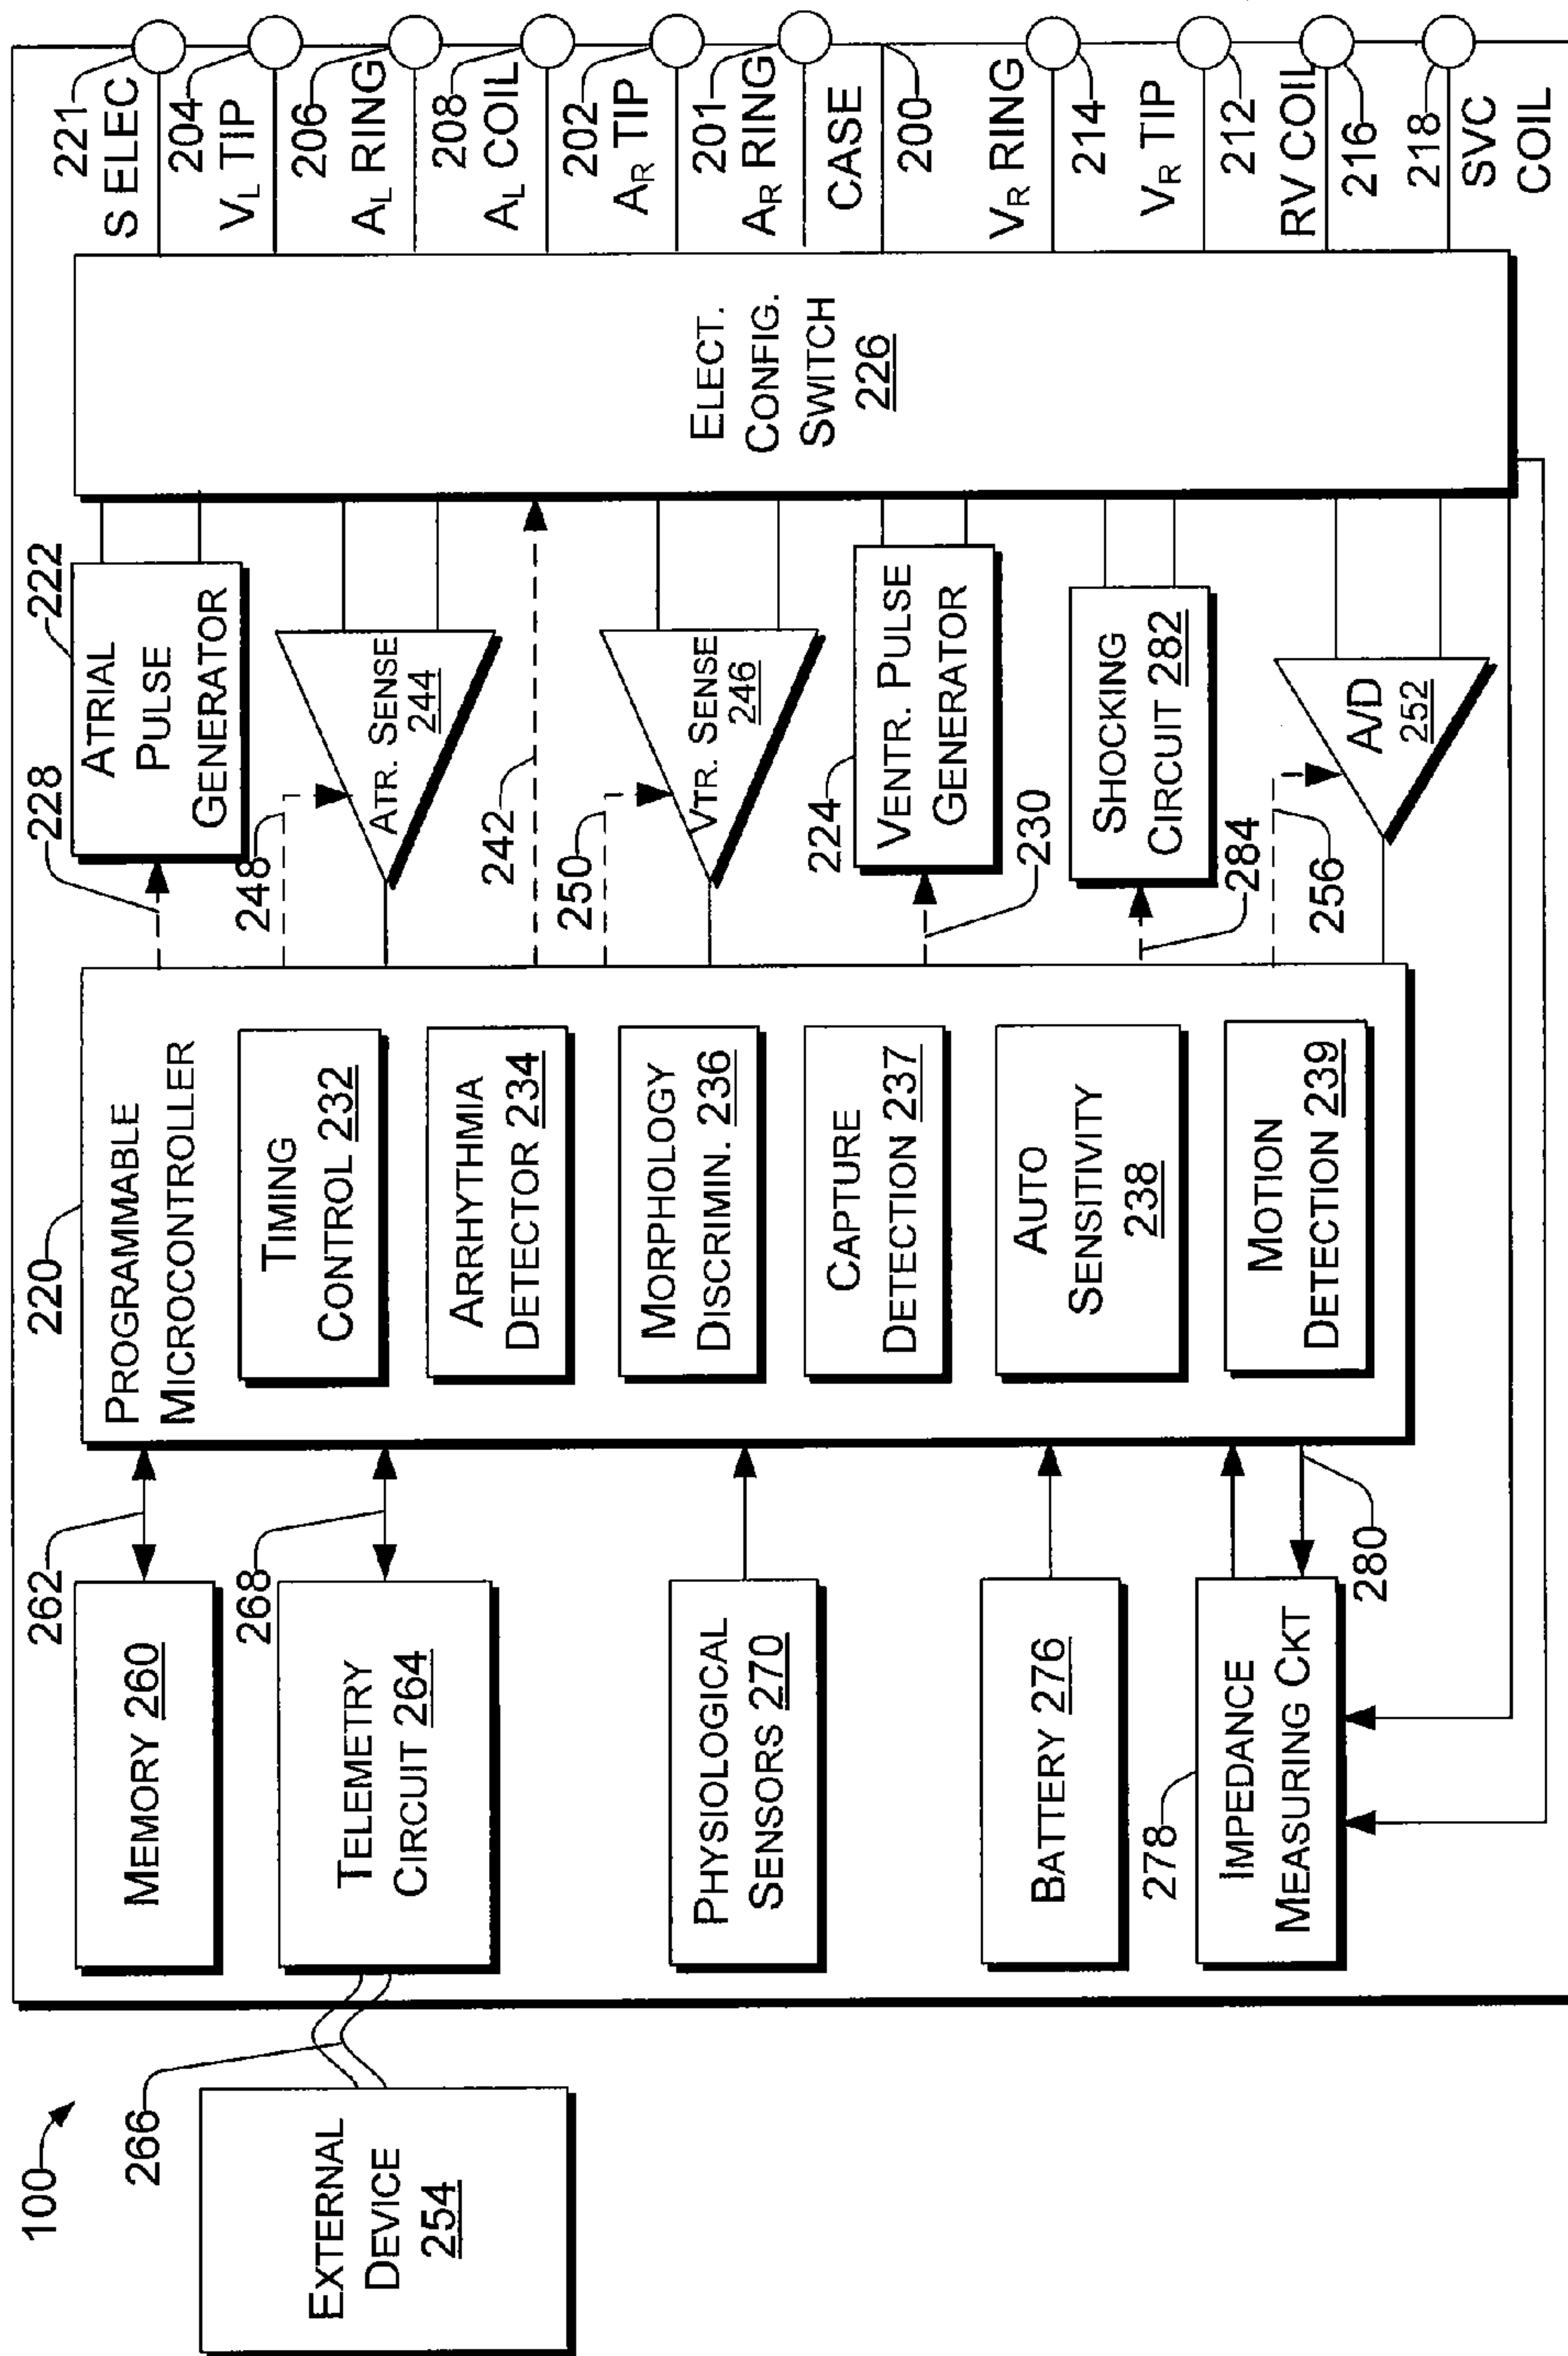 100
EXTERNAL
DEVICE
254
266
MEMORY 260
262
TELEMETRY
CIRCUIT 264
268
PHYSIOLOGICAL
SENSORS 270
BATTERY 276
278
IMPEDANCE
MEASURING CKT
280
220
PROGRAMMABLE
MICROCONTROLLER
TIMING
CONTROL 232
ARRHYTHMIA
DETECTOR 234
MORPHOLOGY
DISCRIMIN. 236
CAPTURE
DETECTION 237
AUTO
SENSITIVITY
238
MOTION
DETECTION 239
228
222
ATRIAL
PULSE
GENERATOR
248
ATR. SENSE
244
242
250
VTR. SENSE
246
224
VENTR. PULSE
GENERATOR
230
SHOCKING
CIRCUIT 282
284
256
A/D
252
ELECT.
CONFIG.
SWITCH
226
221
S ELEC
204
VL TIP
206
AL RING
208
AL COIL
202
AR TIP
201
AR RING
CASE
200
VR RING
214
VR TIP
212
RV COIL
216
218
SVC
COIL